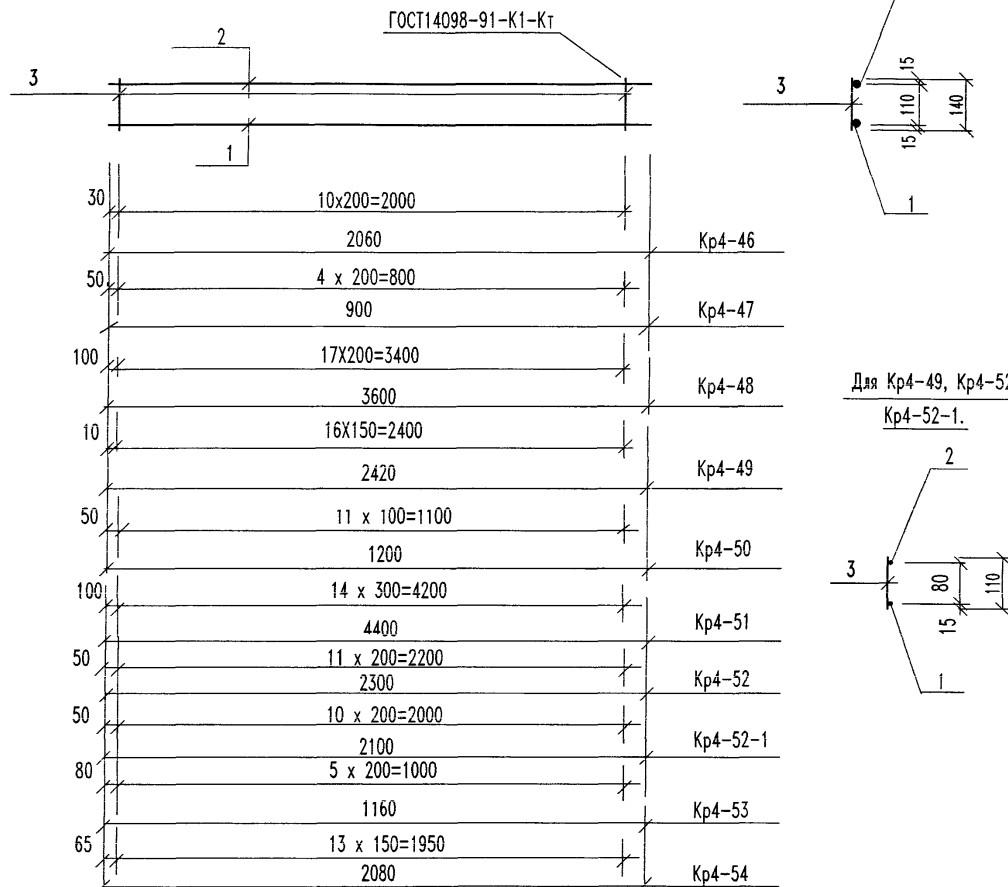 ГОСТ14098-91-К1-Кт
2
3
1
30
10х200=2000
2060
Кр4-46
50
4 х 200=800
900
Кр4-47
100
17Х200=3400
3600
Кр4-48
10
16Х150=2400
2420
Кр4-49
50
11 х 100=1100
1200
Кр4-50
100
14 х 300=4200
4400
Кр4-51
50
11 х 200=2200
2300
Кр4-52
50
10 х 200=2000
2100
Кр4-52-1
80
5 х 200=1000
1160
Кр4-53
65
13 х 150=1950
2080
Кр4-54
3
15
110
15
140
1
Для Кр4-49, Кр4-52
Кр4-52-1.
2
3
80
15
110
1